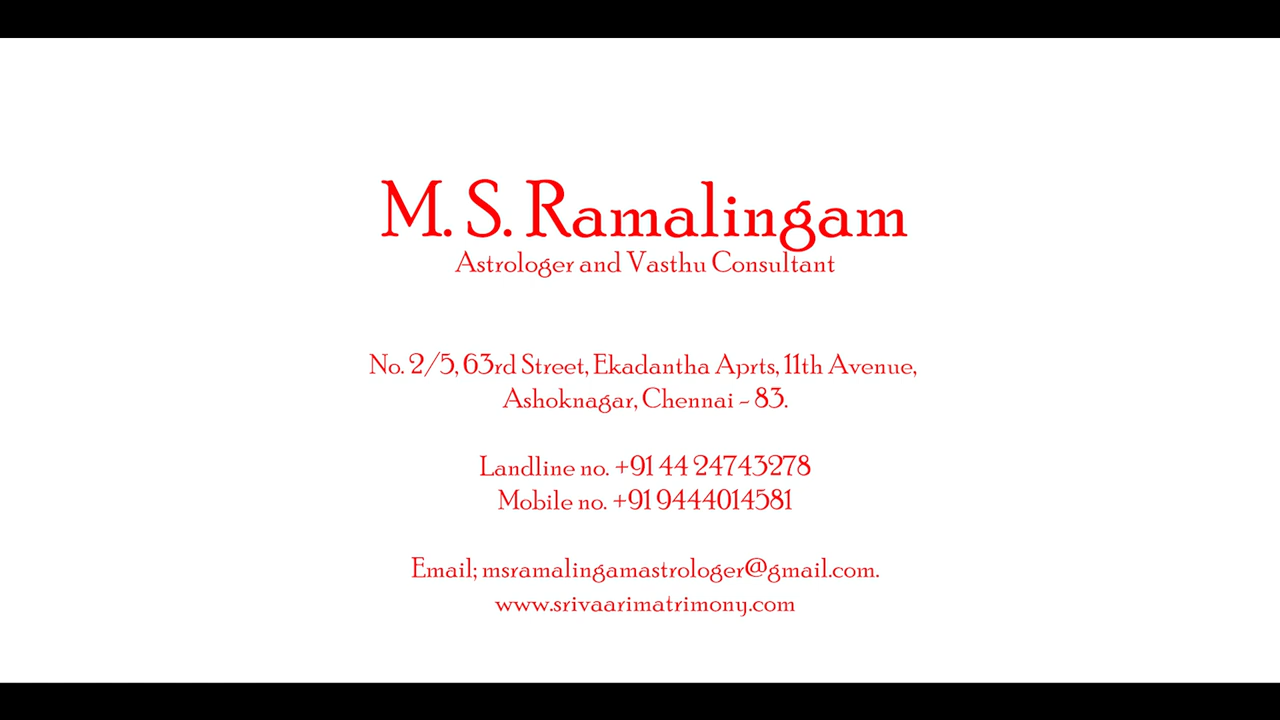 M. S. Ramalingam
Astrologer and Vasthu Consultant
No. 2/5, 63rd Street, Ekadantha Aprts, 11th Avenue,
Ashoknagar, Chennai - 83.
Landline no. +91 44 24743278
Mobile no. +91 9444014581
Email; msramalingamastrologer@gmail.com.
www.srivaarimatrimony.com